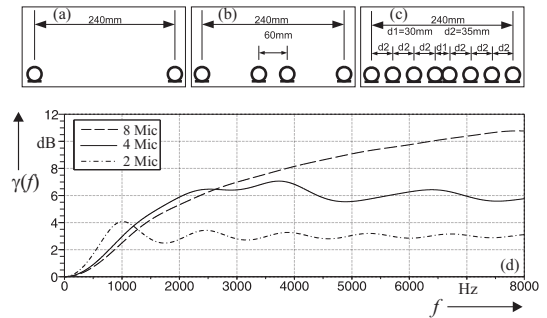 (a)
240mm
(b)
240mm
60mm
(c)
240mm
d1=30mm d2=35mm
d2 d2 d2 d1 d2 d2 d2
12
10
8
6
4
2
0
dB
γ(f)
8 Mic
4 Mic
2 Mic
(d)
Hz
0 1000 2000 3000 4000 5000 6000 7000 8000
f